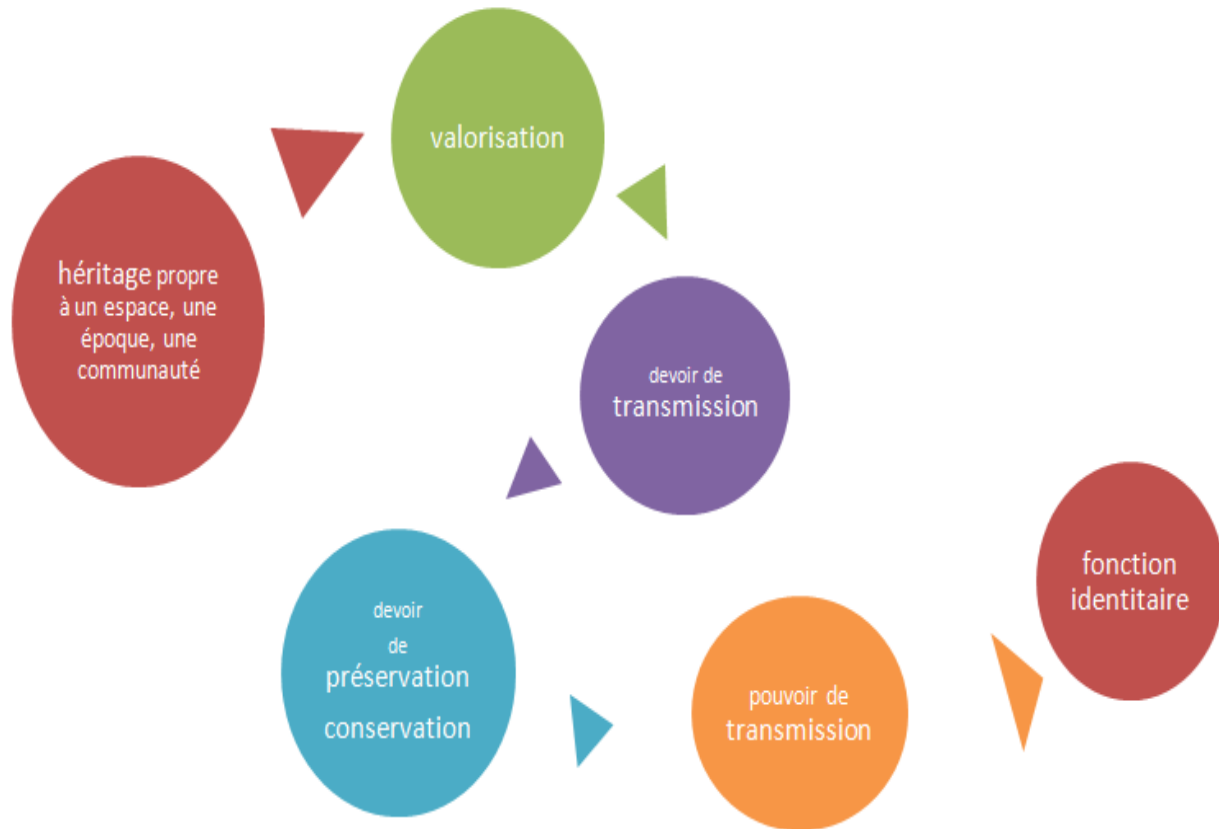 valorisation
héritage propre
à un espace, une
époque, une
communauté
devoir de
transmission
fonction
identitaire
devoir
de
préservation
conservation
pouvoir de
transmission